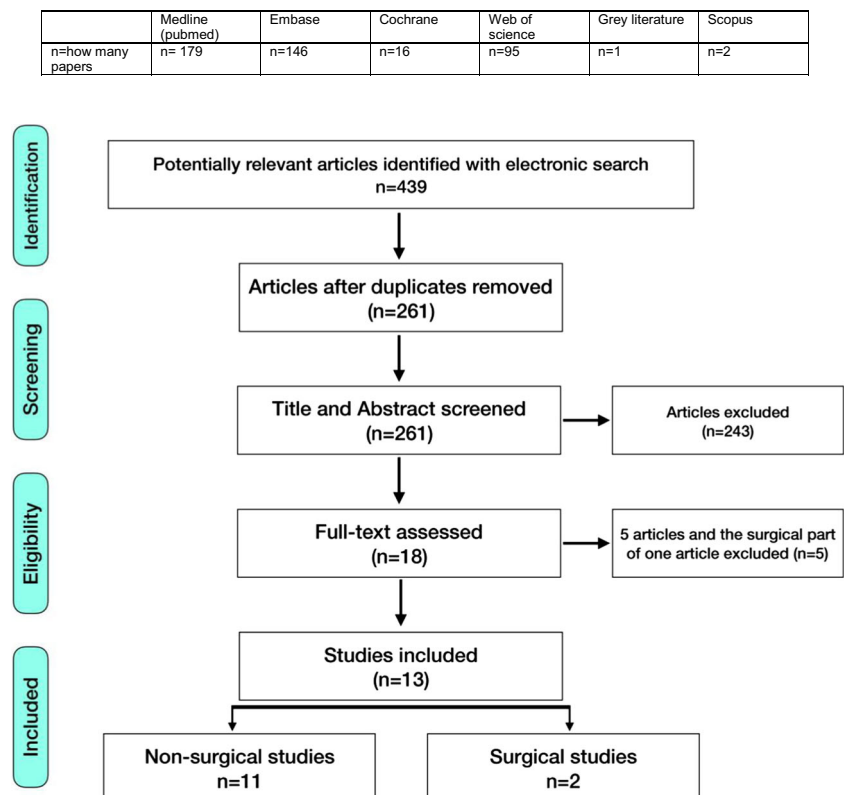 Medline Embase Cochrane Web of Grey literature Scopus
(pubmed) science
n=how many n= 179 n=146 n=16 n=95 n=1 n=2
papers
Identification
Potentially relevant articles identified with electronic search
n=439
Articles after duplicates removed
(n=261)
Screening
Title and Abstract screened
(n=261)
Articles excluded
(n=243)
Eligibility
Full-text assessed
(n=18)
5 articles and the surgical part
of one article excluded (n=5)
Included
Studies included
(n=13)
Non-surgical studies
n=11
Surgical studies
n=2